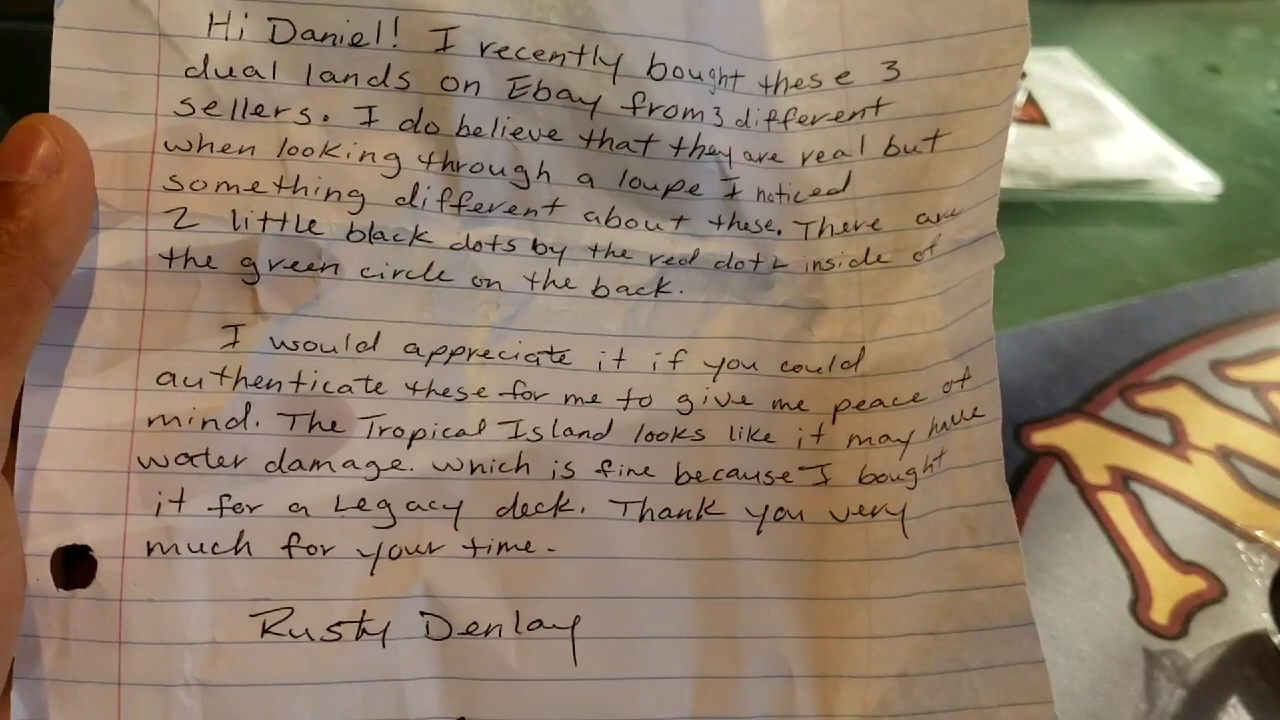 Hi Daniel! I recently bought these 3
dual lands on Ebay from 3 different
sellers. I do believe that they are real but
when looking through a loupe I noticed
something different about these. There are
2 little black dots by the red dot inside of
the green circle on the back.
I would appreciate it if you could
authenticate these for me to give me peace of
mind. The Tropical Island looks like it may have
water damage. which is fine because I bought
it for a Legacy deck. Thank you very
much for your time.
Rusty Denlay